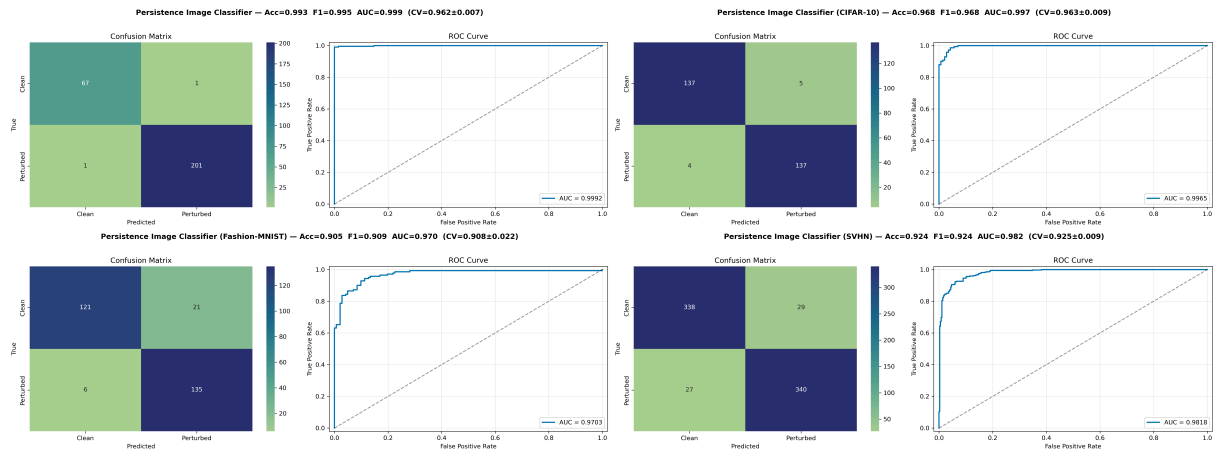 Persistence Image Classifier — Acc=0.993 F1=0.995 AUC=0.999 (CV=0.962±0.007)
Confusion Matrix
True
Clean
Perturbed
67
1
1
201
Clean
Perturbed
Predicted
200
175
150
125
100
75
50
25
ROC Curve
True Positive Rate
1.0
0.8
0.6
0.4
0.2
0.0
AUC = 0.9992
0.0
0.2
0.4
0.6
0.8
1.0
False Positive Rate
Persistence Image Classifier (CIFAR-10) — Acc=0.968 F1=0.968 AUC=0.997 (CV=0.963±0.009)
Confusion Matrix
True
Clean
Perturbed
137
5
4
137
Clean
Perturbed
Predicted
120
100
80
60
40
20
ROC Curve
True Positive Rate
1.0
0.8
0.6
0.4
0.2
0.0
AUC = 0.9965
0.0
0.2
0.4
0.6
0.8
1.0
False Positive Rate
Persistence Image Classifier (Fashion-MNIST) — Acc=0.905 F1=0.909 AUC=0.970 (CV=0.908±0.022)
Confusion Matrix
True
Clean
Perturbed
121
21
6
135
Clean
Perturbed
Predicted
120
100
80
60
40
20
ROC Curve
True Positive Rate
1.0
0.8
0.6
0.4
0.2
0.0
AUC = 0.9703
0.0
0.2
0.4
0.6
0.8
1.0
False Positive Rate
Persistence Image Classifier (SVHN) — Acc=0.924 F1=0.924 AUC=0.982 (CV=0.925±0.009)
Confusion Matrix
True
Clean
Perturbed
338
29
27
340
Clean
Perturbed
Predicted
300
250
200
150
100
50
ROC Curve
True Positive Rate
1.0
0.8
0.6
0.4
0.2
0.0
AUC = 0.9818
0.0
0.2
0.4
0.6
0.8
1.0
False Positive Rate